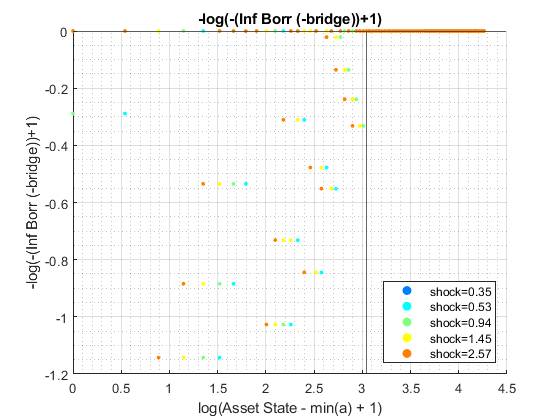 -log(-(Inf Borr (-bridge))+1)
0
-0.2
-0.4
-0.6
-0.8
-1
-1.2
-log(-(Inf Borr (-bridge))+1)
shock=0.35
shock=0.53
shock=0.94
shock=1.45
shock=2.57
0
0.5
1
1.5
2
2.5
3
3.5
4
4.5
log(Asset State - min(a) + 1)